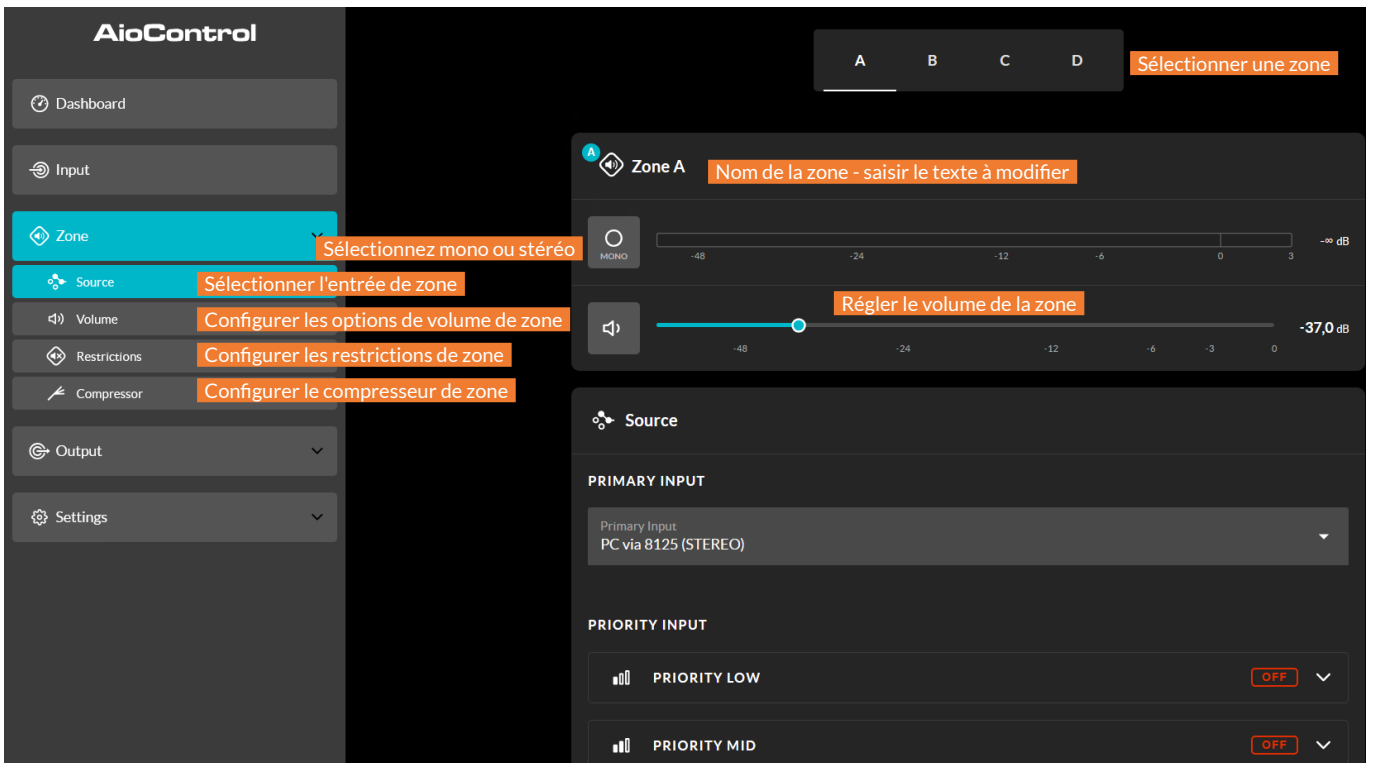 AioControl
Dashboard
Input
Zone
Source
Volume
Restrictions
Compressor
Output
Settings
Sélectionnez mono ou stéréo
Sélectionner l'entrée de zone
Configurer les options de volume de zone
Configurer les restrictions de zone
Configurer le compresseur de zone
A B C D
Sélectionner une zone
A
Zone A
Nom de la zone - saisir le texte à modifier
MONO
-48 -24 -12 -6 0 3
-∞ dB
Régler le volume de la zone
-37,0 dB
-48 -24 -12 -6 -3 0
Source
PRIMARY INPUT
Primary Input
PC via 8125 (STEREO)
PRIORITY INPUT
PRIORITY LOW OFF
PRIORITY MID OFF